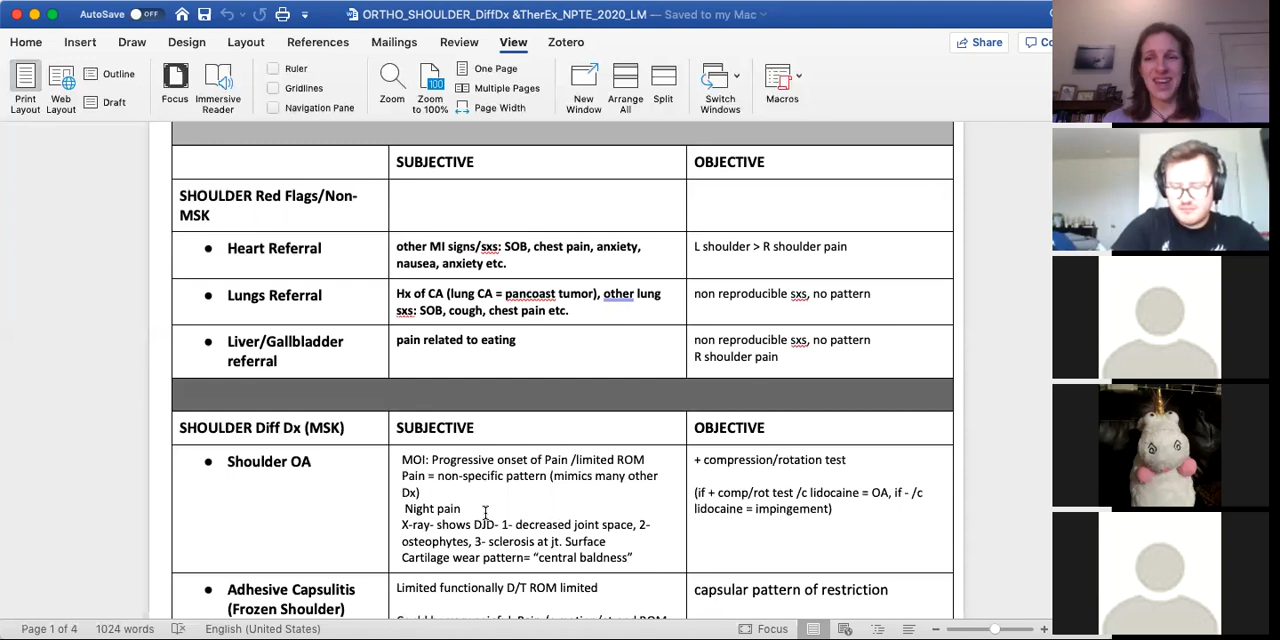 AutoSave OFF
ORTHO_SHOULDER_DiffDx &TherEx_NPTE_2020_LM — Saved to my Mac
Home Insert Draw Design Layout References Mailings Review View Zotero
Share
Co
Print Layout
Web Layout
Outline
Draft
Focus
Immersive Reader
Ruler
Gridlines
Navigation Pane
Zoom
Zoom to 100%
100
One Page
Multiple Pages
Page Width
New Window
Arrange All
Split
Switch Windows
Macros
SUBJECTIVE OBJECTIVE
SHOULDER Red Flags/Non-
MSK
● Heart Referral
other MI signs/sxs: SOB, chest pain, anxiety,
nausea, anxiety etc.
L shoulder > R shoulder pain
● Lungs Referral
Hx of CA (lung CA = pancoast tumor), other lung
sxs: SOB, cough, chest pain etc.
non reproducible sxs, no pattern
● Liver/Gallbladder
referral
pain related to eating
non reproducible sxs, no pattern
R shoulder pain
SHOULDER Diff Dx (MSK) SUBJECTIVE OBJECTIVE
● Shoulder OA
MOI: Progressive onset of Pain /limited ROM
Pain = non-specific pattern (mimics many other
Dx)
Night pain
X-ray- shows DJD- 1- decreased joint space, 2-
osteophytes, 3- sclerosis at jt. Surface
Cartilage wear pattern= “central baldness”
+ compression/rotation test
(if + comp/rot test /c lidocaine = OA, if - /c
lidocaine = impingement)
● Adhesive Capsulitis
(Frozen Shoulder)
Limited functionally D/T ROM limited
capsular pattern of restriction
Page 1 of 4 1024 words English (United States) Focus